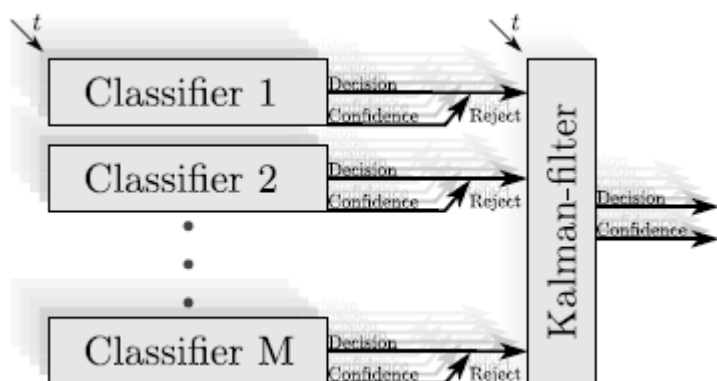 t
t
Classifier 1
Decision
Confidence
Reject
Classifier 2
Decision
Confidence
Reject
Classifier M
Decision
Confidence
Reject
Kalman-filter
Decision
Confidence